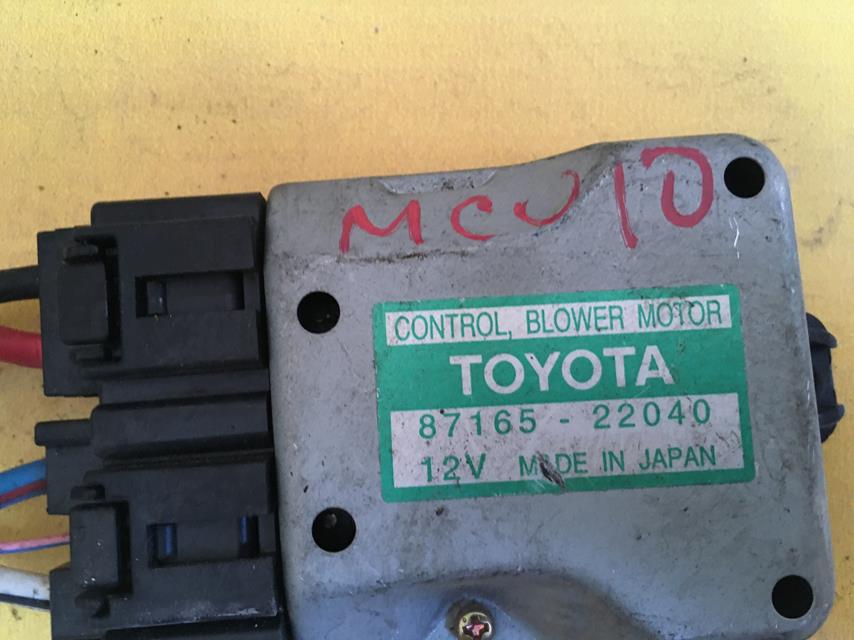 MCU10
CONTROL, BLOWER MOTOR
TOYOTA
87165 - 22040
12V MADE IN JAPAN